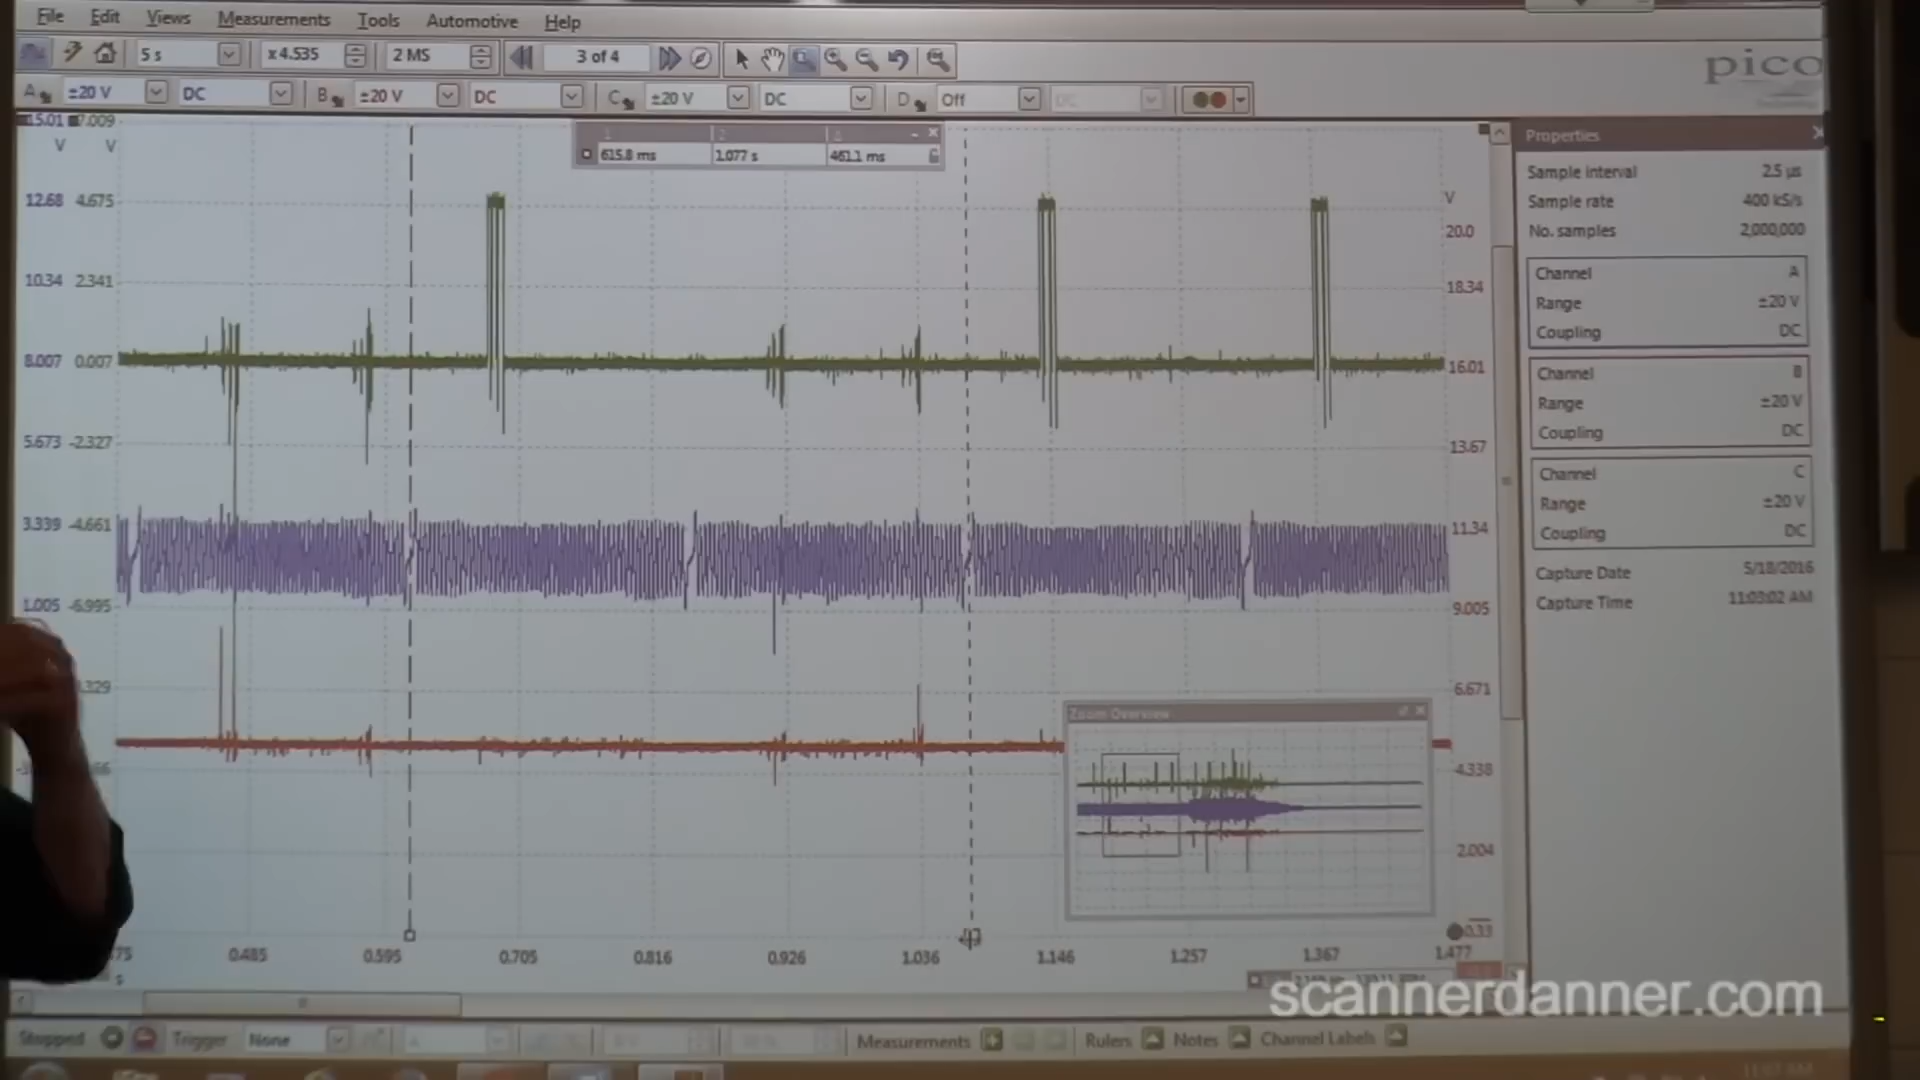 File Edit Views Measurements Tools Automotive Help
5 s x 4.535 2 MS 3 of 4
pico
A ±20 V DC B ±20 V DC C ±20 V DC D Off
15.01 7.009
V V
615.8 ms 1.077 s 461.1 ms
Properties
Sample interval 2.5 µs
Sample rate 400 kS/s
No. samples 2,000,000
Channel A
Range ±20 V
Coupling DC
Channel B
Range ±20 V
Coupling DC
Channel C
Range ±20 V
Coupling DC
Capture Date 5/18/2016
Capture Time 11:03:02 AM
12.68 4.675 V
20.0
10.34 2.341 18.34
8.007 0.007 16.01
5.673 -2.327 13.67
3.339 -4.661 11.34
1.005 -6.995 9.005
6.671
Zoom Overview
4.338
2.004
0.485 0.595 0.705 0.816 0.926 1.036 1.146 1.257 1.367 1.477
s
scannerdanner.com
Stopped Trigger None Measurements Rulers Notes Channel Labels